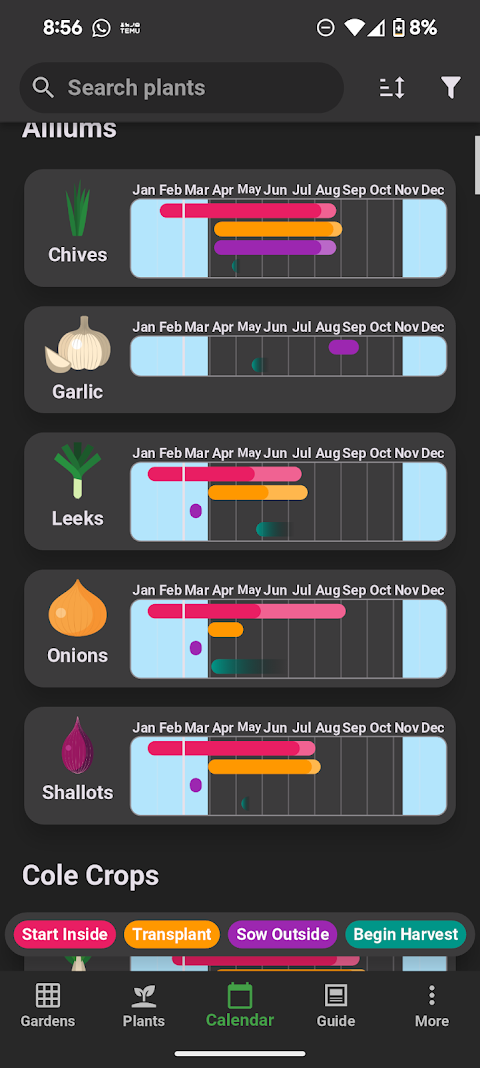 8:56 TEMU 8%
Search plants
Alliums
Jan Feb Mar Apr May Jun Jul Aug Sep Oct Nov Dec
Chives
Jan Feb Mar Apr May Jun Jul Aug Sep Oct Nov Dec
Garlic
Jan Feb Mar Apr May Jun Jul Aug Sep Oct Nov Dec
Leeks
Jan Feb Mar Apr May Jun Jul Aug Sep Oct Nov Dec
Onions
Jan Feb Mar Apr May Jun Jul Aug Sep Oct Nov Dec
Shallots
Cole Crops
Start Inside Transplant Sow Outside Begin Harvest
Gardens Plants Calendar Guide More